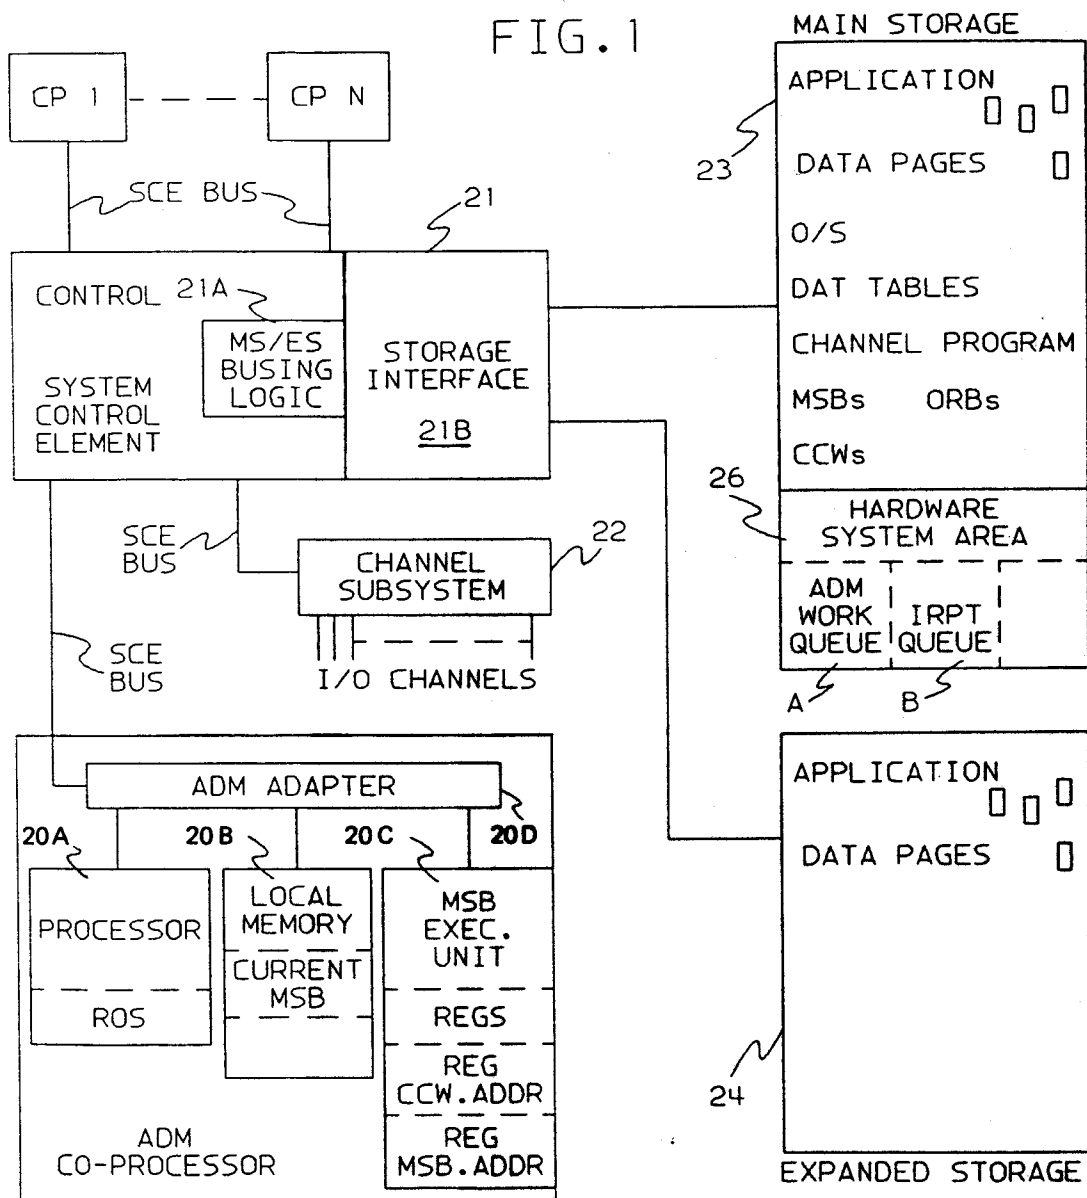 FIG.1
MAIN STORAGE
CP 1
CP N
APPLICATION
23
DATA PAGES
SCE BUS
21
O/S
CONTROL
21A
DAT TABLES
MS/ES
BUSING
LOGIC
STORAGE
INTERFACE
21B
CHANNEL PROGRAM
SYSTEM
CONTROL
ELEMENT
MSBs
ORBs
CCWs
26
HARDWARE
SYSTEM AREA
SCE
BUS
22
CHANNEL
SUBSYSTEM
ADM
WORK
QUEUE
IRPT
QUEUE
SCE
BUS
I/O CHANNELS
A
B
ADM ADAPTER
APPLICATION
20A
20B
20C
20D
DATA PAGES
PROCESSOR
ROS
LOCAL
MEMORY
CURRENT
MSB
MSB
EXEC.
UNIT
REGS
REG
CCW.ADDR
REG
MSB.ADDR
24
ADM
CO-PROCESSOR
EXPANDED STORAGE